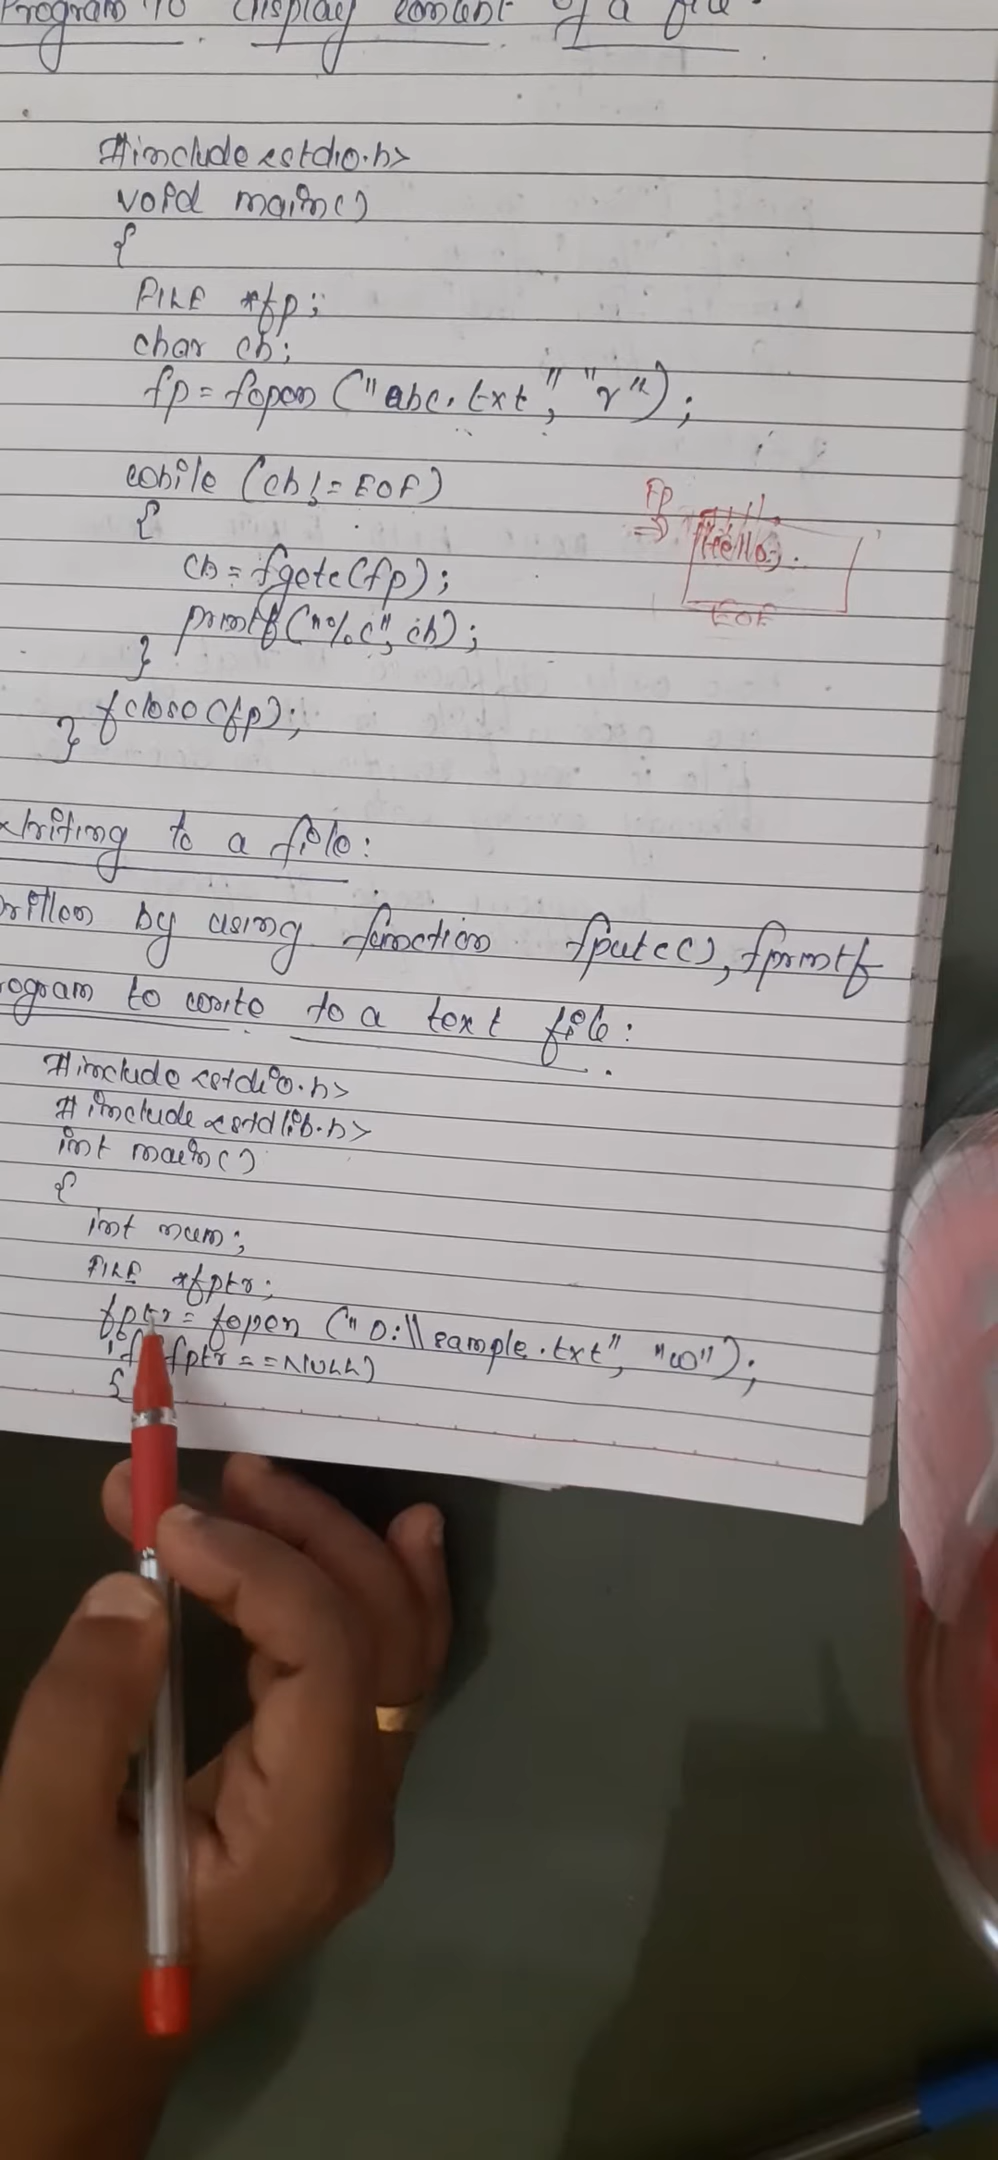 Program to display content of a file.
#include <stdio.h>
void main()
{
FILE *fp;
char ch;
fp = fopen ("abc.txt", "r");
while (ch != EOF)
{
ch = fgetc(fp);
printf("%c", ch);
}
fclose(fp);
}
Fp
⇒ Hello.
EOF
writing to a file:
written by using function fputc(), fprintf
rogram to write to a text file:
#include <stdio.h>
#include <stdlib.h>
int main()
{
int num;
FILE *fptr;
fptr = fopen ("D:\\sample.txt", "w");
if (fptr == NULL)
{